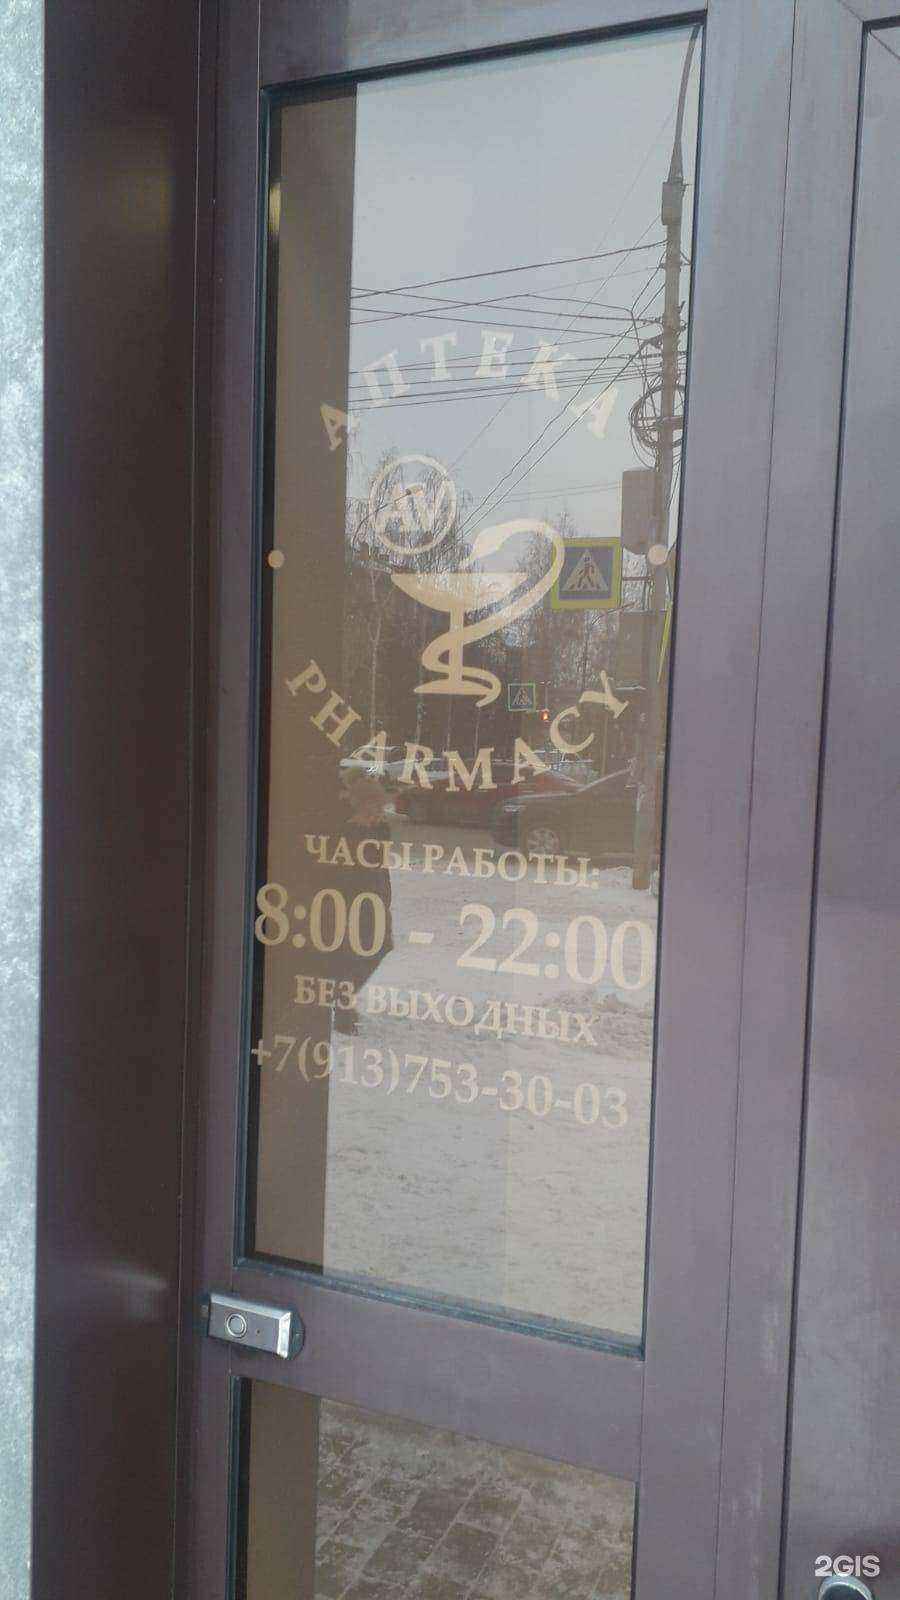 АПТЕКА
AV
PHARMACY
ЧАСЫ РАБОТЫ:
8:00 - 22:00
БЕЗ ВЫХОДНЫХ
+7(913)753-30-03
2GIS